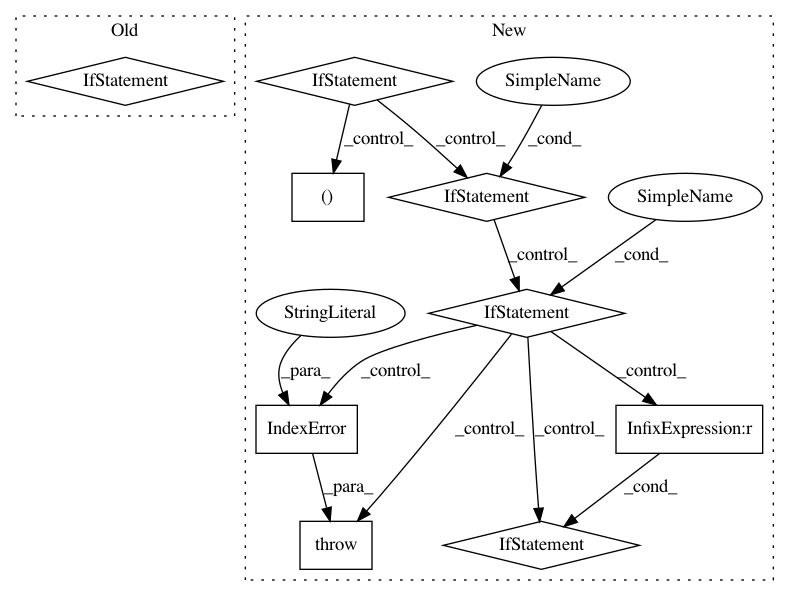 Old
New
IfStatement
IfStatement
SimpleName
_control_
_control_
_cond_
()
IfStatement
SimpleName
_control_
_cond_
StringLiteral
IfStatement
_para_
_control_
_control_
IndexError
_control_
_control_
InfixExpression:r
_para_
_cond_
throw
IfStatement